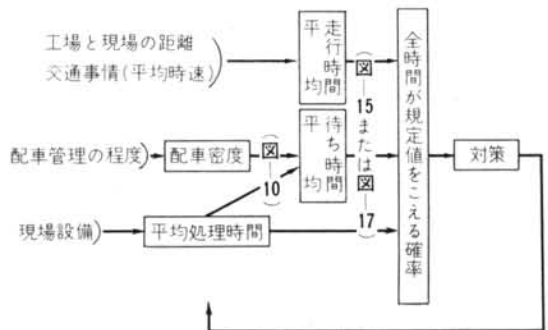 工場と現場の距離
交通事情(平均時速)
平均走行時間
(図—15または図—17)
全時間が規定値をこえる確率
配車管理の程度)
配車密度
(図—10)
平均待ち時間
対策
現場設備)
平均処理時間